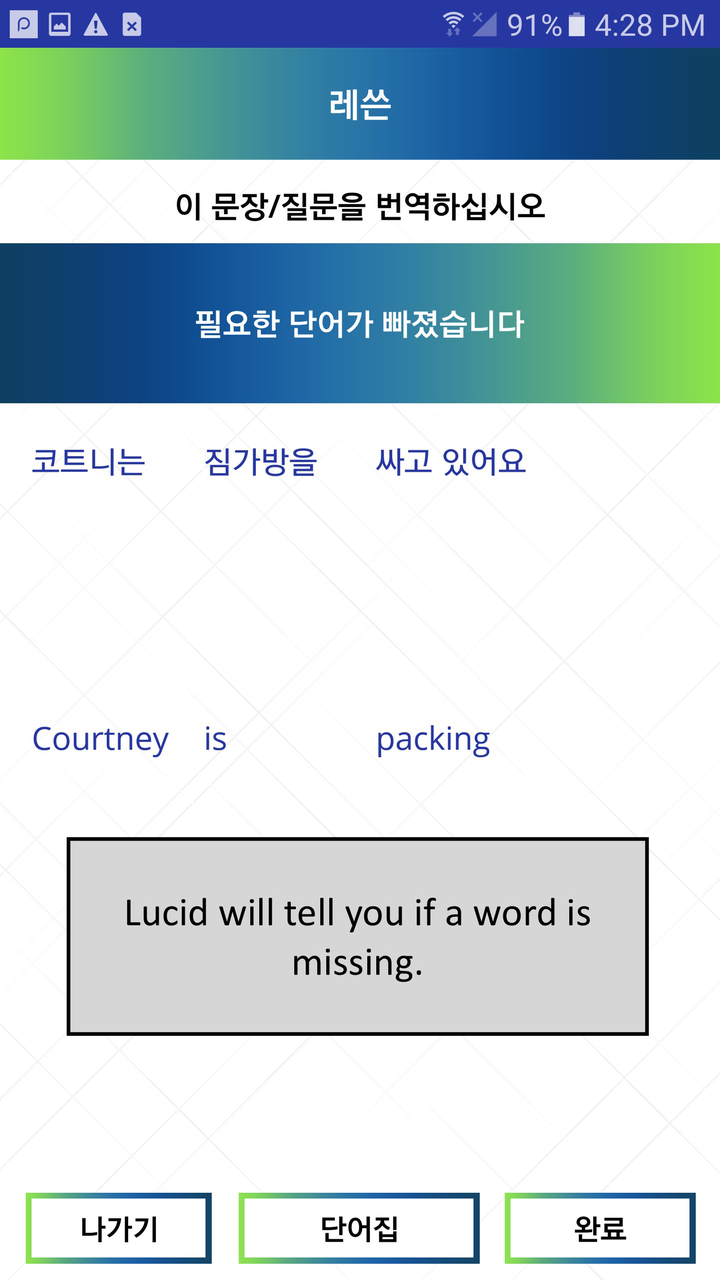 91% 4:28 PM
레쓴
이 문장/질문을 번역하십시오
필요한 단어가 빠졌습니다
코트니는 짐가방을 싸고 있어요
Courtney is packing
Lucid will tell you if a word is
missing.
나가기 단어집 완료